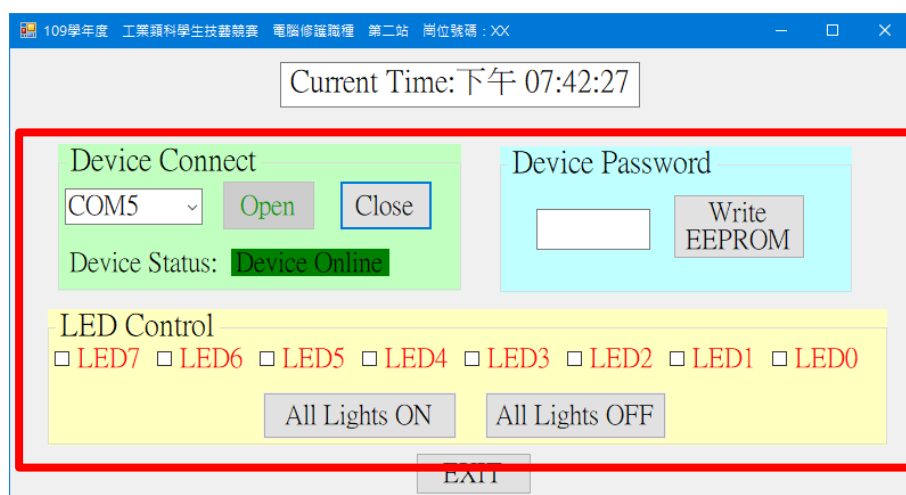 109學年度 工業類科學生技藝競賽 電腦修護職種 第二站 崗位號碼：XX
Current Time:下午 07:42:27
Device Connect
COM5 Open Close
Device Status: Device Online
Device Password
Write
EEPROM
LED Control
LED7 LED6 LED5 LED4 LED3 LED2 LED1 LED0
All Lights ON All Lights OFF
EXIT